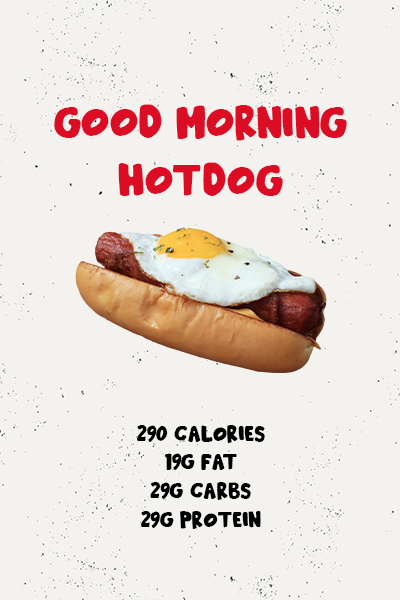 GOOD MORNING
HOTDOG
290 CALORIES
19G FAT
29G CARBS
29G PROTEIN